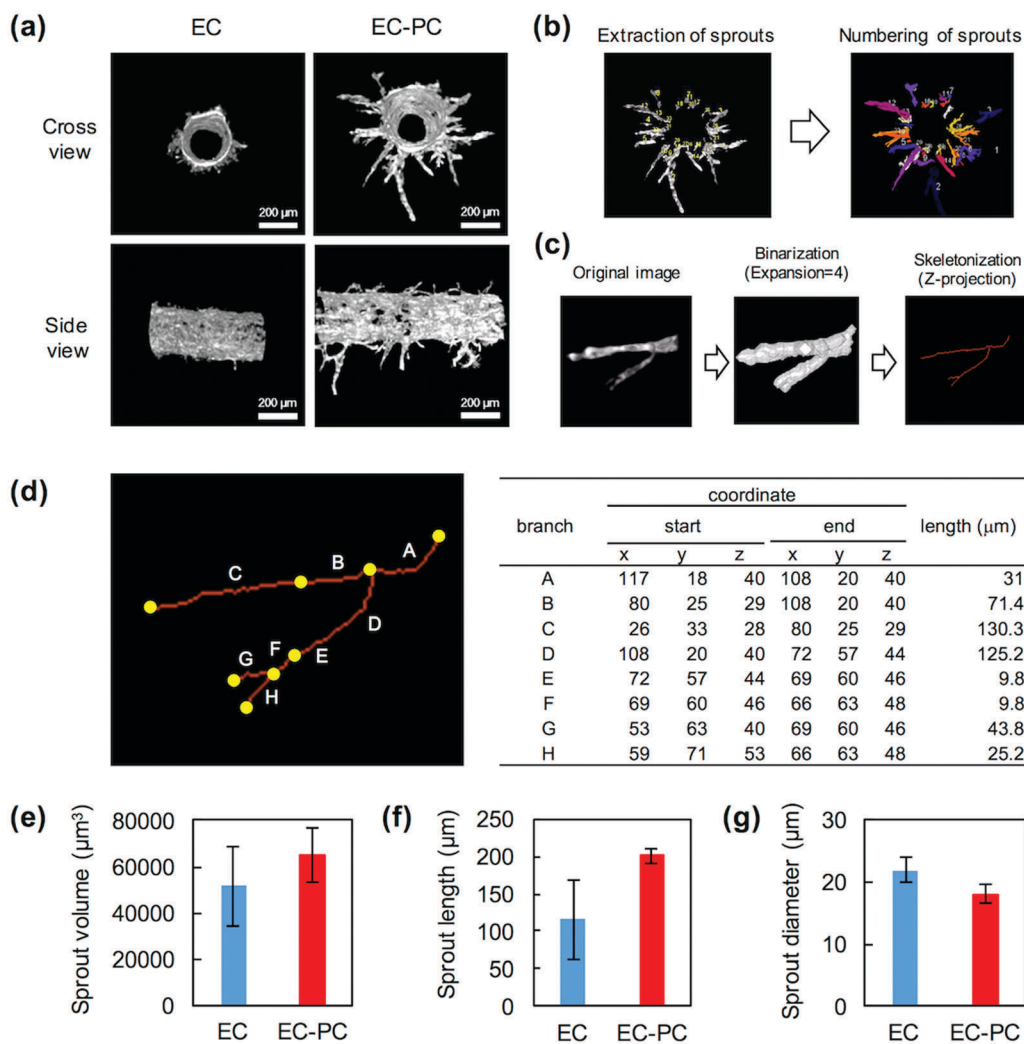 (a)
EC
EC-PC
Cross
view
200 µm
200 µm
Side
view
200 µm
200 µm
(b)
Extraction of sprouts
Numbering of sprouts
1
2
3
(c)
Original image
Binarization
(Expansion=4)
Skeletonization
(Z-projection)
(d)
A
B
C
D
E
F
G
H
coordinate
branch start end length (µm)
x y z x y z
A 117 18 40 108 20 40 31
B 80 25 29 108 20 40 71.4
C 26 33 28 80 25 29 130.3
D 108 20 40 72 57 44 125.2
E 72 57 44 69 60 46 9.8
F 69 60 46 66 63 48 9.8
G 53 63 40 69 60 46 43.8
H 59 71 53 66 63 48 25.2
(e)
Sprout volume (µm³)
80000
60000
40000
20000
0
EC EC-PC
(f)
Sprout length (µm)
250
200
150
100
50
0
EC EC-PC
(g)
Sprout diameter (µm)
30
20
10
0
EC EC-PC